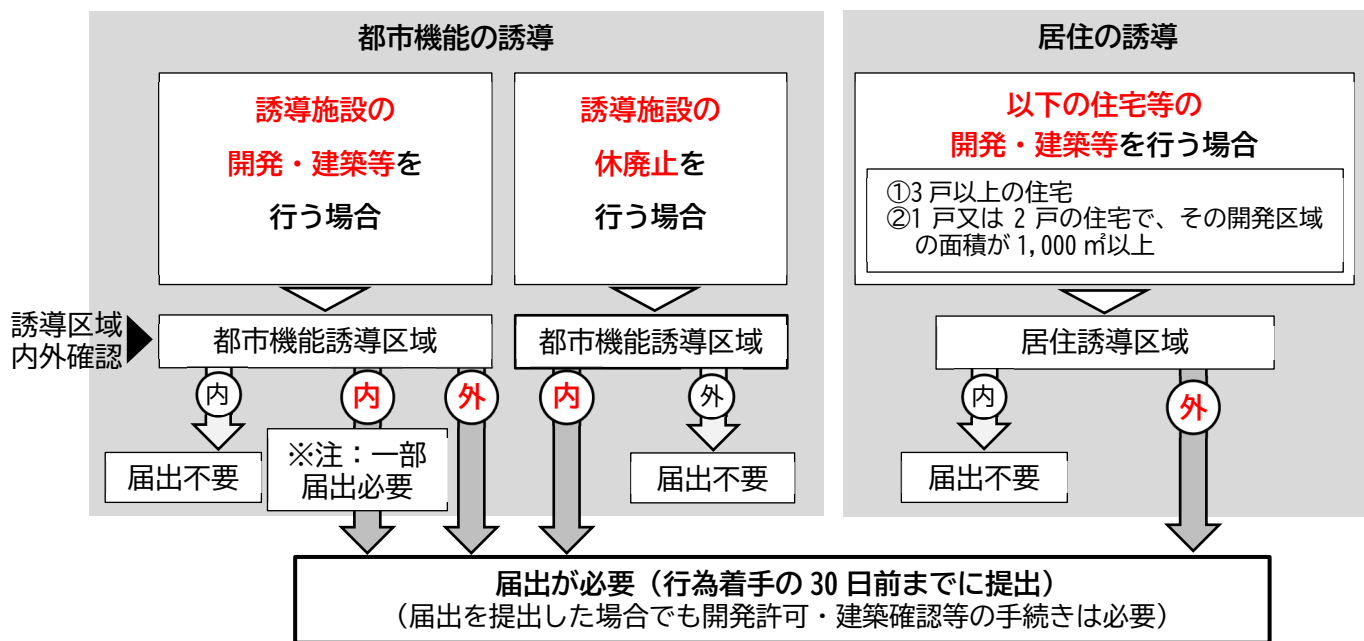 都市機能の誘導
誘導施設の
開発・建築等を
行う場合
誘導施設の
休廃止を
行う場合
誘導区域
内外確認
都市機能誘導区域
都市機能誘導区域
内
内
外
内
外
届出不要
※注：一部
届出必要
届出不要
居住の誘導
以下の住宅等の
開発・建築等を行う場合
①3戸以上の住宅
②1戸又は2戸の住宅で、その開発区域
の面積が1,000㎡以上
居住誘導区域
内
外
届出不要
届出が必要（行為着手の30日前までに提出）
（届出を提出した場合でも開発許可・建築確認等の手続きは必要）